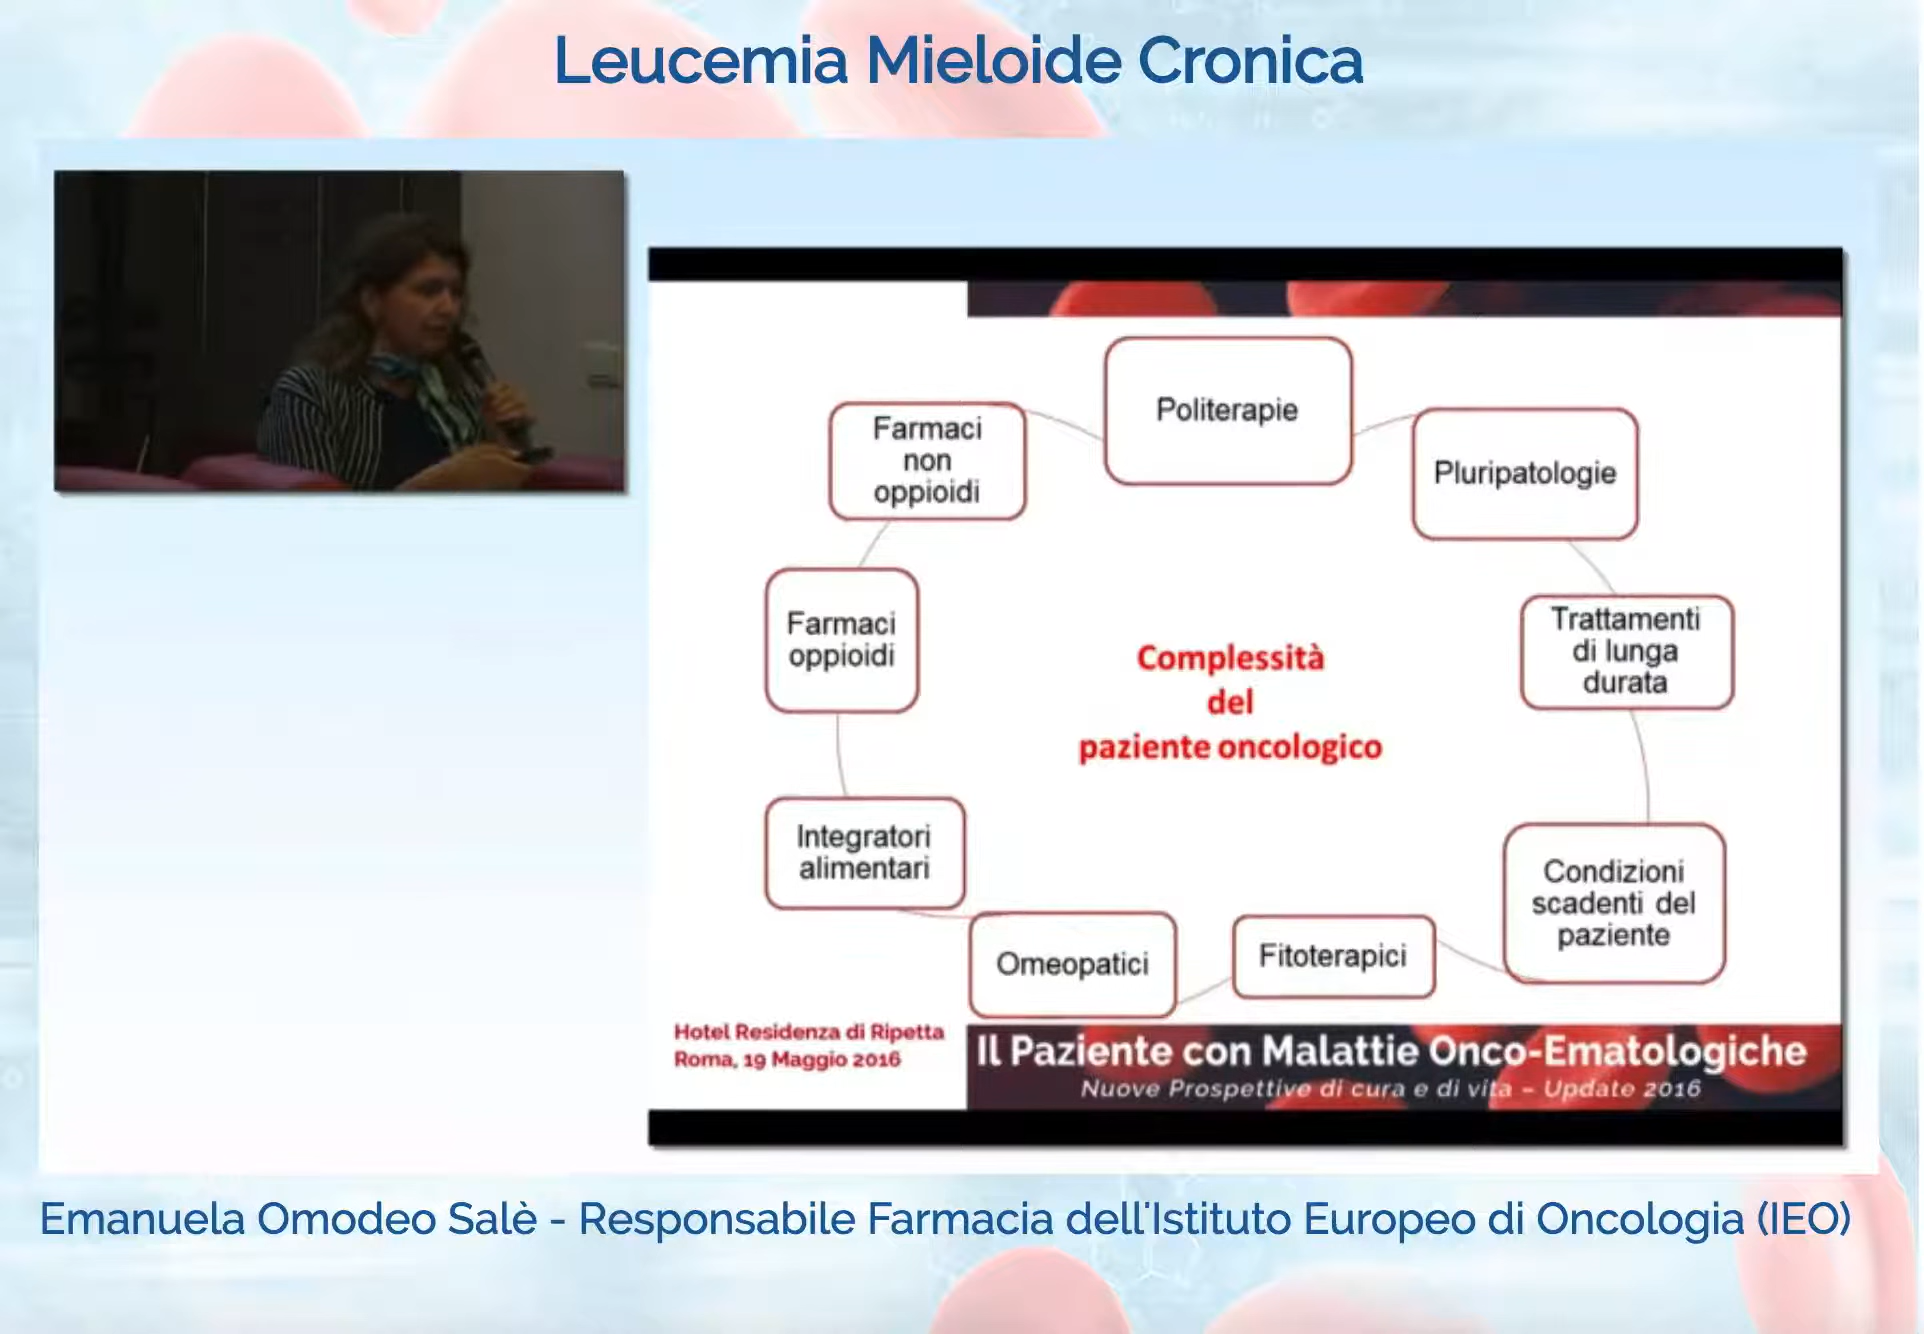 Leucemia Mieloide Cronica
Politerapie
Farmaci
non
oppioidi
Pluripatologie
Farmaci
oppioidi
Trattamenti
di lunga
durata
Complessità
del
paziente oncologico
Integratori
alimentari
Condizioni
scadenti del
paziente
Omeopatici
Fitoterapici
Hotel Residenza di Ripetta
Roma, 19 Maggio 2016
Il Paziente con Malattie Onco-Ematologiche
Nuove Prospettive di cura e di vita – Update 2016
Emanuela Omodeo Salè - Responsabile Farmacia dell'Istituto Europeo di Oncologia (IEO)